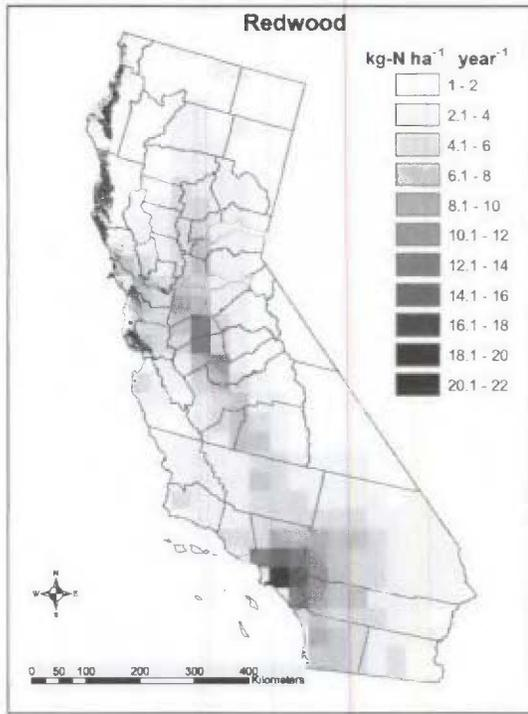 Redwood
kg-N ha⁻¹ year⁻¹
1 - 2
2.1 - 4
4.1 - 6
6.1 - 8
8.1 - 10
10.1 - 12
12.1 - 14
14.1 - 16
16.1 - 18
18.1 - 20
20.1 - 22
N
W E
S
0 50 100 200 300 400
Kilometers